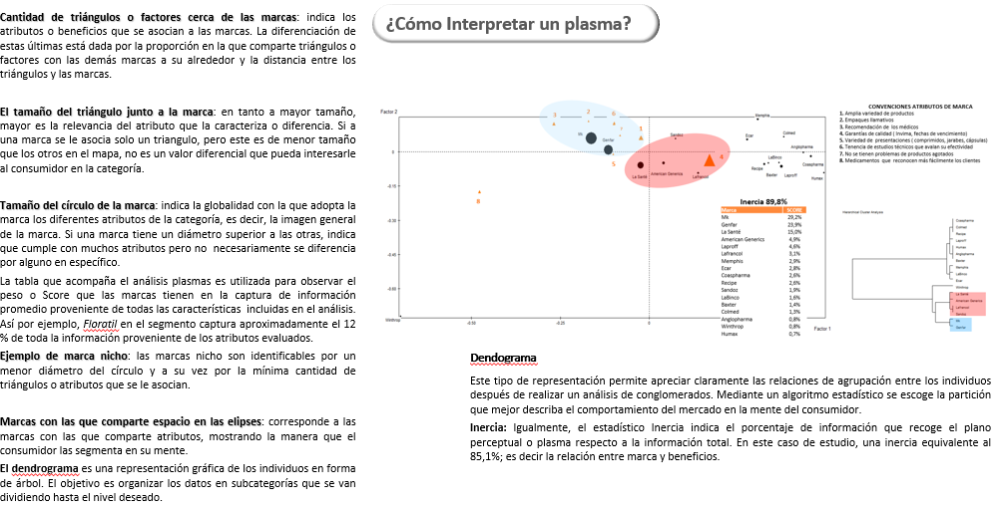 Cantidad de triángulos o factores cerca de las marcas: indica los
atributos o beneficios que se asocian a las marcas. La diferenciación de
estas últimas está dada por la proporción en la que comparte triángulos o
factores con las demás marcas a su alrededor y la distancia entre los
triángulos y las marcas.
El tamaño del triángulo junto a la marca: en tanto a mayor tamaño,
mayor es la relevancia del atributo que la caracteriza o diferencia. Si a
una marca se le asocia solo un triangulo, pero este es de menor tamaño
que los otros en el mapa, no es un valor diferencial que pueda interesarle
al consumidor en la categoría.
Tamaño del círculo de la marca: indica la globalidad con la que adopta la
marca los diferentes atributos de la categoría, es decir, la imagen general
de la marca. Si una marca tiene un diámetro superior a las otras, indica
que cumple con muchos atributos pero no necesariamente se diferencia
por alguno en específico.
La tabla que acompaña el análisis plasmas es utilizada para observar el
peso o Score que las marcas tienen en la captura de información
promedio proveniente de todas las características incluidas en el análisis.
Así por ejemplo, Floratil en el segmento captura aproximadamente el 12
% de toda la información proveniente de los atributos evaluados.
Ejemplo de marca nicho: las marcas nicho son identificables por un
menor diámetro del círculo y a su vez por la mínima cantidad de
triángulos o atributos que se le asocian.
Marcas con las que comparte espacio en las elipses: corresponde a las
marcas con las que comparte atributos, mostrando la manera que el
consumidor las segmenta en su mente.
El dendrograma es una representación gráfica de los individuos en forma
de árbol. El objetivo es organizar los datos en subcategorías que se van
dividiendo hasta el nivel deseado.
¿Cómo Interpretar un plasma?
Factor 2
3
2
6
7
1
Mk
Genfar
5
8
4
Sandoz
La Santé
American Generics
Lafrancol
Memphis
Ecar
Colmed
Angiopharma
LaBinco
Coaspharma
Recipe
Baxter
Laproff
Humax
Winthrop
0
-0.15
-0.30
-0.45
-0.60
-0.50
-0.25
0
Factor 1
Inercia 89,8%
Marca SCORE
Mk 29,2%
Genfar 23,9%
La Santé 15,0%
American Generics 4,9%
Laproff 4,6%
Lafrancol 3,1%
Memphis 2,9%
Ecar 2,8%
Coaspharma 2,6%
Recipe 2,6%
Sandoz 1,9%
LaBinco 1,6%
Baxter 1,4%
Colmed 1,3%
Angiopharma 0,8%
Winthrop 0,8%
Humax 0,7%
CONVENCIONES ATRIBUTOS DE MARCA
1. Amplia variedad de productos
2. Empaques llamativos
3. Recomendación de los médicos
4. Garantías de calidad ( Invima, fechas de vencimiento)
5. Variedad de presentaciones ( comprimidos, jarabes, cápsulas)
6. Tenencia de estudios técnicos que avalan su efectividad
7. No se tienen problemas de productos agotados
8. Medicamentos que reconocen más fácilmente los clientes
Hierarchical Cluster Analysis
Coaspharma
Colmed
Recipe
Laproff
Humax
Angiopharma
Baxter
Memphis
LaBinco
Ecar
Winthrop
La Santé
American Generics
Lafrancol
Sandoz
Mk
Genfar
Dendograma
Este tipo de representación permite apreciar claramente las relaciones de agrupación entre los individuos
después de realizar un análisis de conglomerados. Mediante un algoritmo estadístico se escoge la partición
que mejor describa el comportamiento del mercado en la mente del consumidor.
Inercia: Igualmente, el estadístico Inercia indica el porcentaje de información que recoge el plano
perceptual o plasma respecto a la información total. En este caso de estudio, una inercia equivalente al
85,1%; es decir la relación entre marca y beneficios.